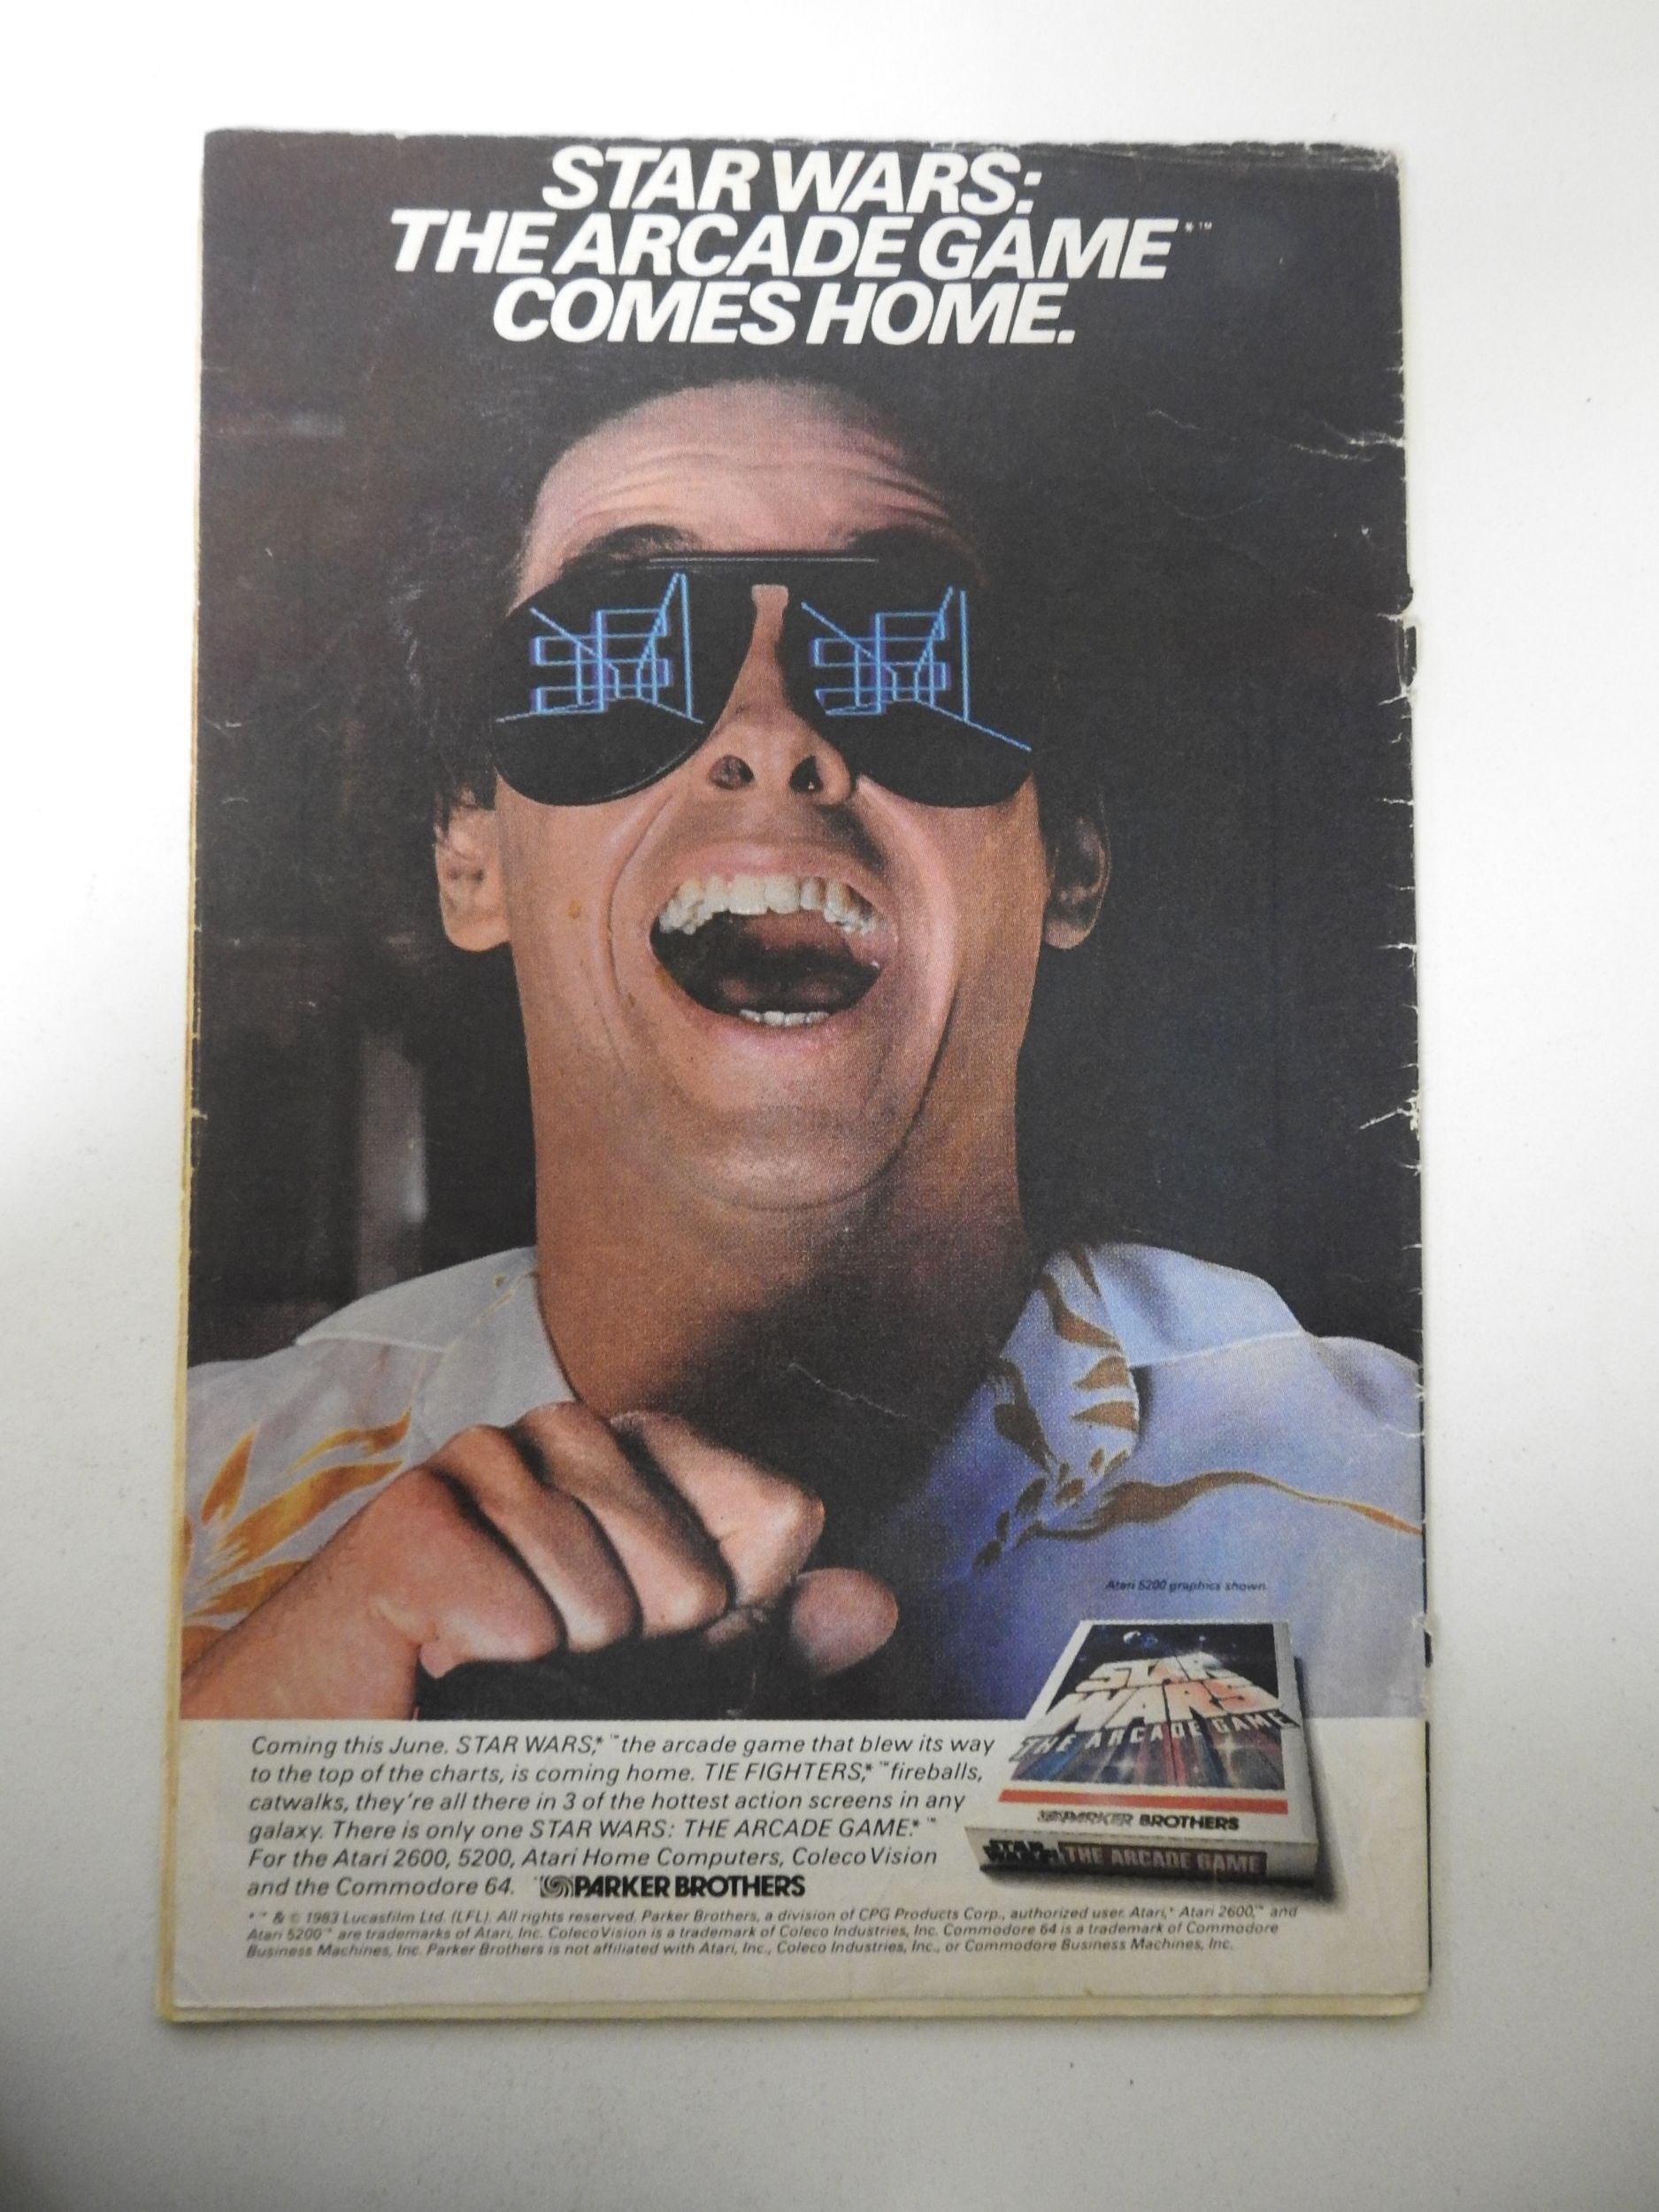 STAR WARS:
THE ARCADE GAME*™
COMES HOME.
Atari 5200 graphics shown.
STAR
WARS
THE ARCADE GAME
PARKER BROTHERS
STAR
WARS THE ARCADE GAME
Coming this June. STAR WARS,*™ the arcade game that blew its way
to the top of the charts, is coming home. TIE FIGHTERS,*™ fireballs,
catwalks, they're all there in 3 of the hottest action screens in any
galaxy. There is only one STAR WARS: THE ARCADE GAME.*™
For the Atari 2600, 5200, Atari Home Computers, ColecoVision
and the Commodore 64. PARKER BROTHERS
*™ & © 1983 Lucasfilm Ltd. (LFL). All rights reserved. Parker Brothers, a division of CPG Products Corp., authorized user. Atari,® Atari 2600,™ and
Atari 5200™ are trademarks of Atari, Inc. ColecoVision is a trademark of Coleco Industries, Inc. Commodore 64 is a trademark of Commodore
Business Machines, Inc. Parker Brothers is not affiliated with Atari, Inc., Coleco Industries, Inc., or Commodore Business Machines, Inc.